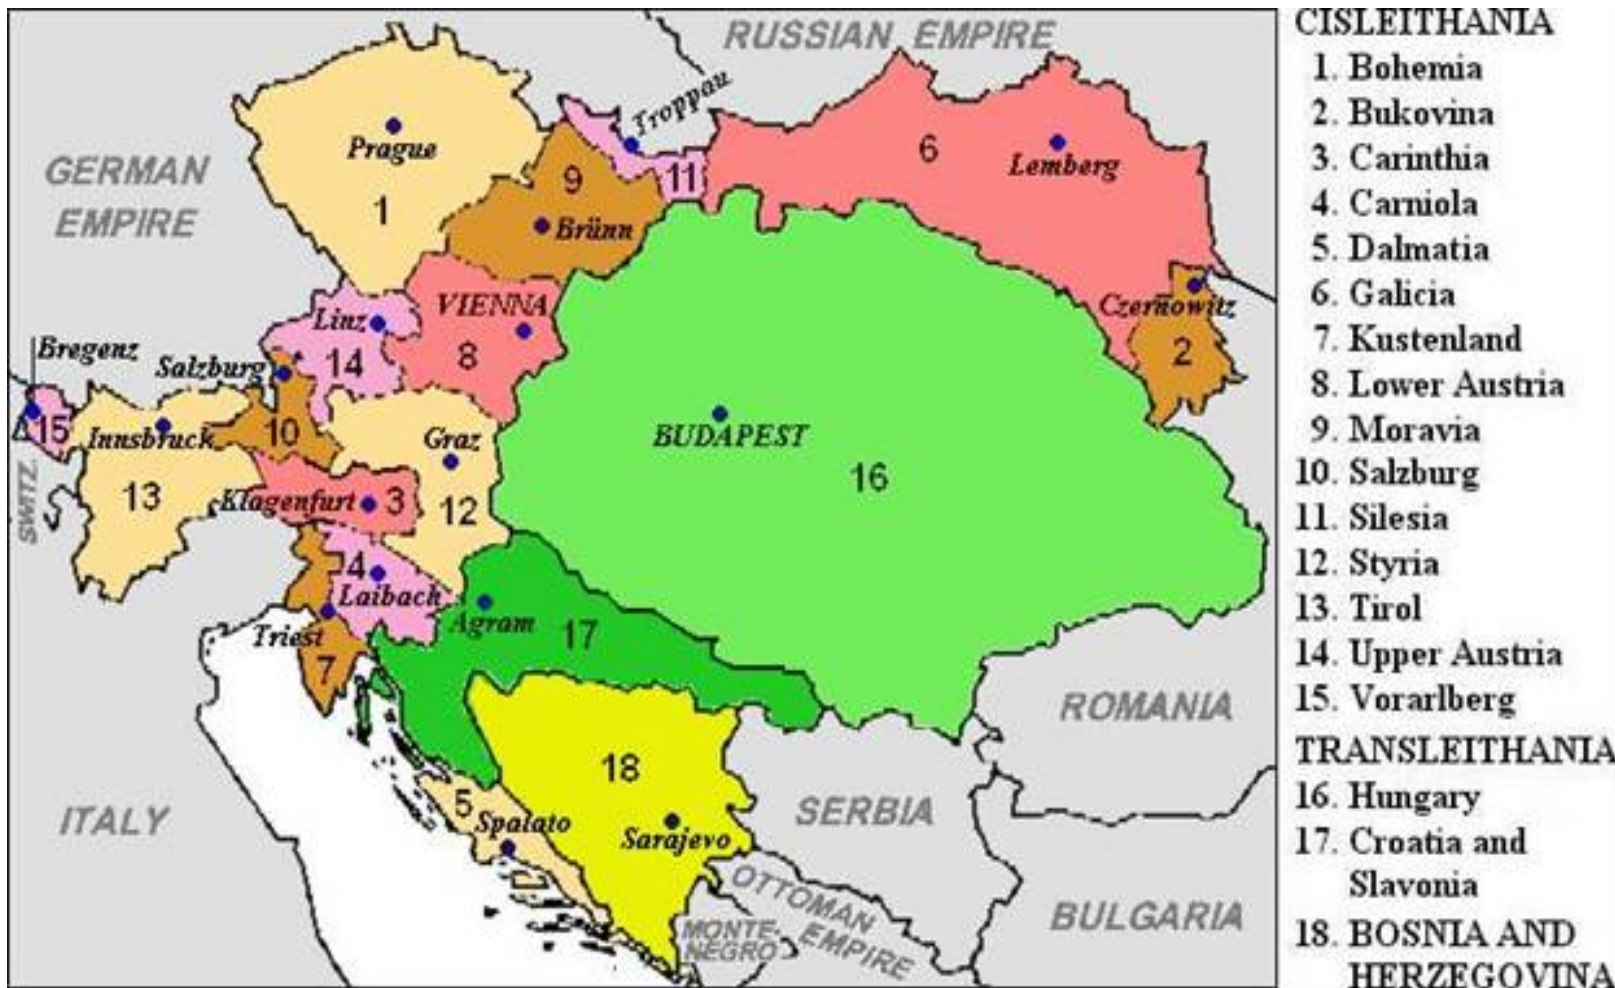 RUSSIAN EMPIRE
Troppau
Prague
6
Lemberg
GERMAN
EMPIRE
9
11
1
Brünn
VIENNA
Czernowitz
Linz
Bregenz
Salzburg
14
8
2
15
Innsbruck
10
Graz
BUDAPEST
16
SWITZ.
13
Klagenfurt
3
12
4
Laibach
Agram
Triest
17
7
ROMANIA
18
5
ITALY
Spalato
Sarajevo
SERBIA
OTTOMAN
EMPIRE
MONTE-
NEGRO
BULGARIA
CISLEITHANIA
1. Bohemia
2. Bukovina
3. Carinthia
4. Carniola
5. Dalmatia
6. Galicia
7. Kustenland
8. Lower Austria
9. Moravia
10. Salzburg
11. Silesia
12. Styria
13. Tirol
14. Upper Austria
15. Vorarlberg
TRANSLEITHANIA
16. Hungary
17. Croatia and
Slavonia
18. BOSNIA AND
HERZEGOVINA